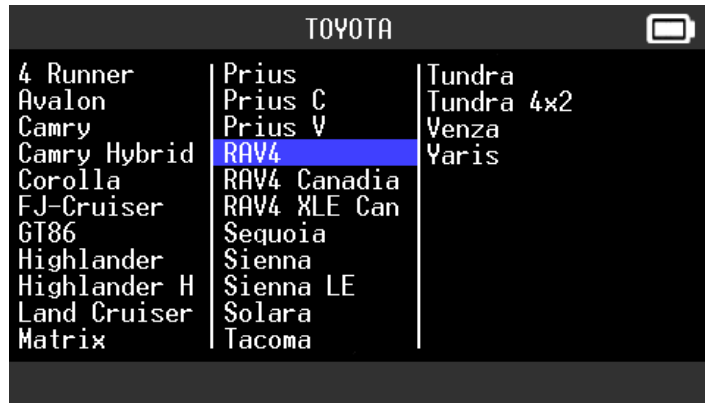 TOYOTA
4 Runner
Avalon
Camry
Camry Hybrid
Corolla
FJ-Cruiser
GT86
Highlander
Highlander H
Land Cruiser
Matrix
Prius
Prius C
Prius V
RAV4
RAV4 Canadia
RAV4 XLE Can
Sequoia
Sienna
Sienna LE
Solara
Tacoma
Tundra
Tundra 4x2
Venza
Yaris